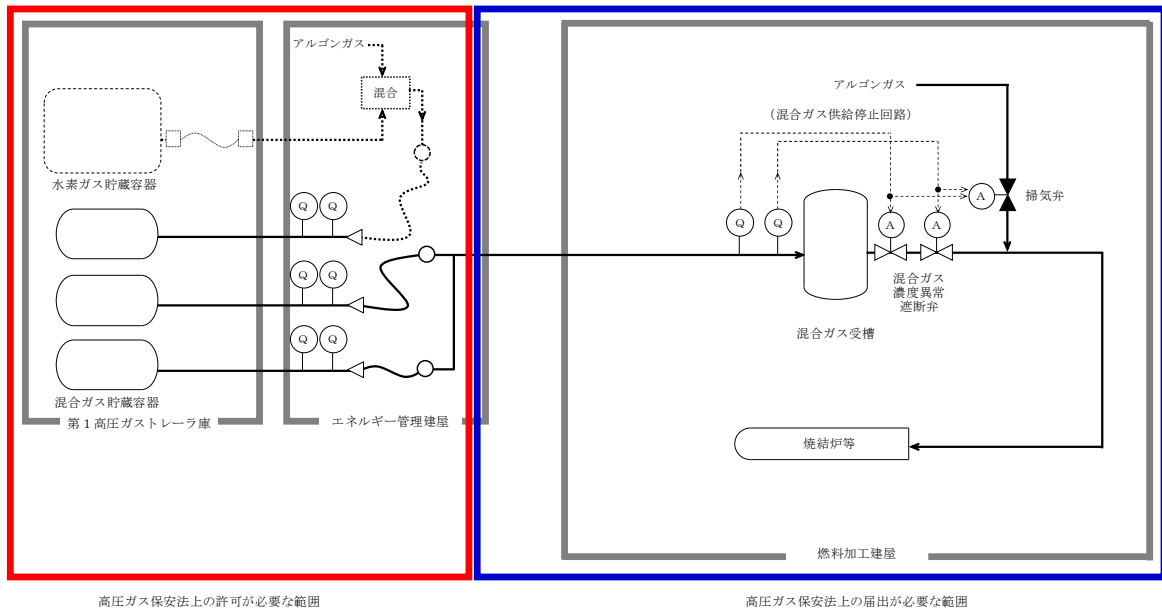 アルゴンガス
混合
水素ガス貯蔵容器
Q Q
Q Q
Q Q
混合ガス貯蔵容器
第１高圧ガストレーラ庫
エネルギー管理建屋
アルゴンガス
（混合ガス供給停止回路）
A
掃気弁
Q Q
A A
混合ガス
濃度異常
遮断弁
混合ガス受槽
焼結炉等
燃料加工建屋
高圧ガス保安法上の許可が必要な範囲
高圧ガス保安法上の届出が必要な範囲